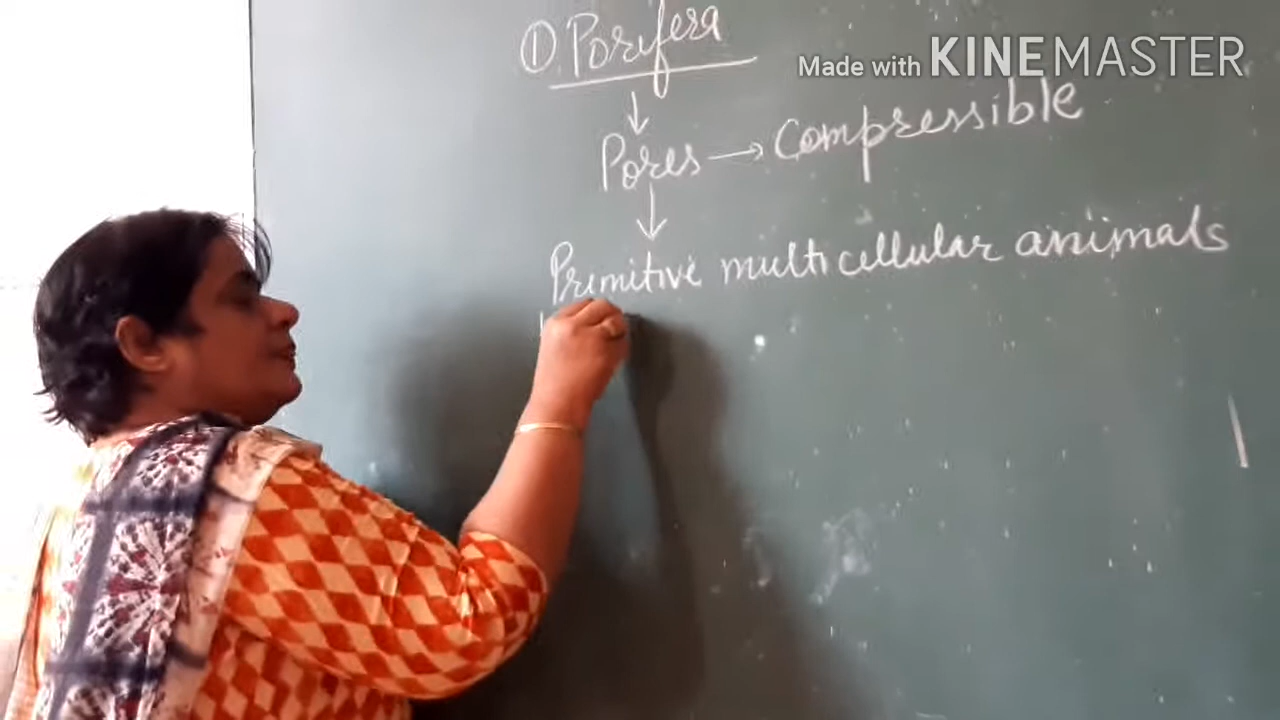 ① Porifera
Made with KINEMASTER
Pores → Compressible
Primitive multicellular animals